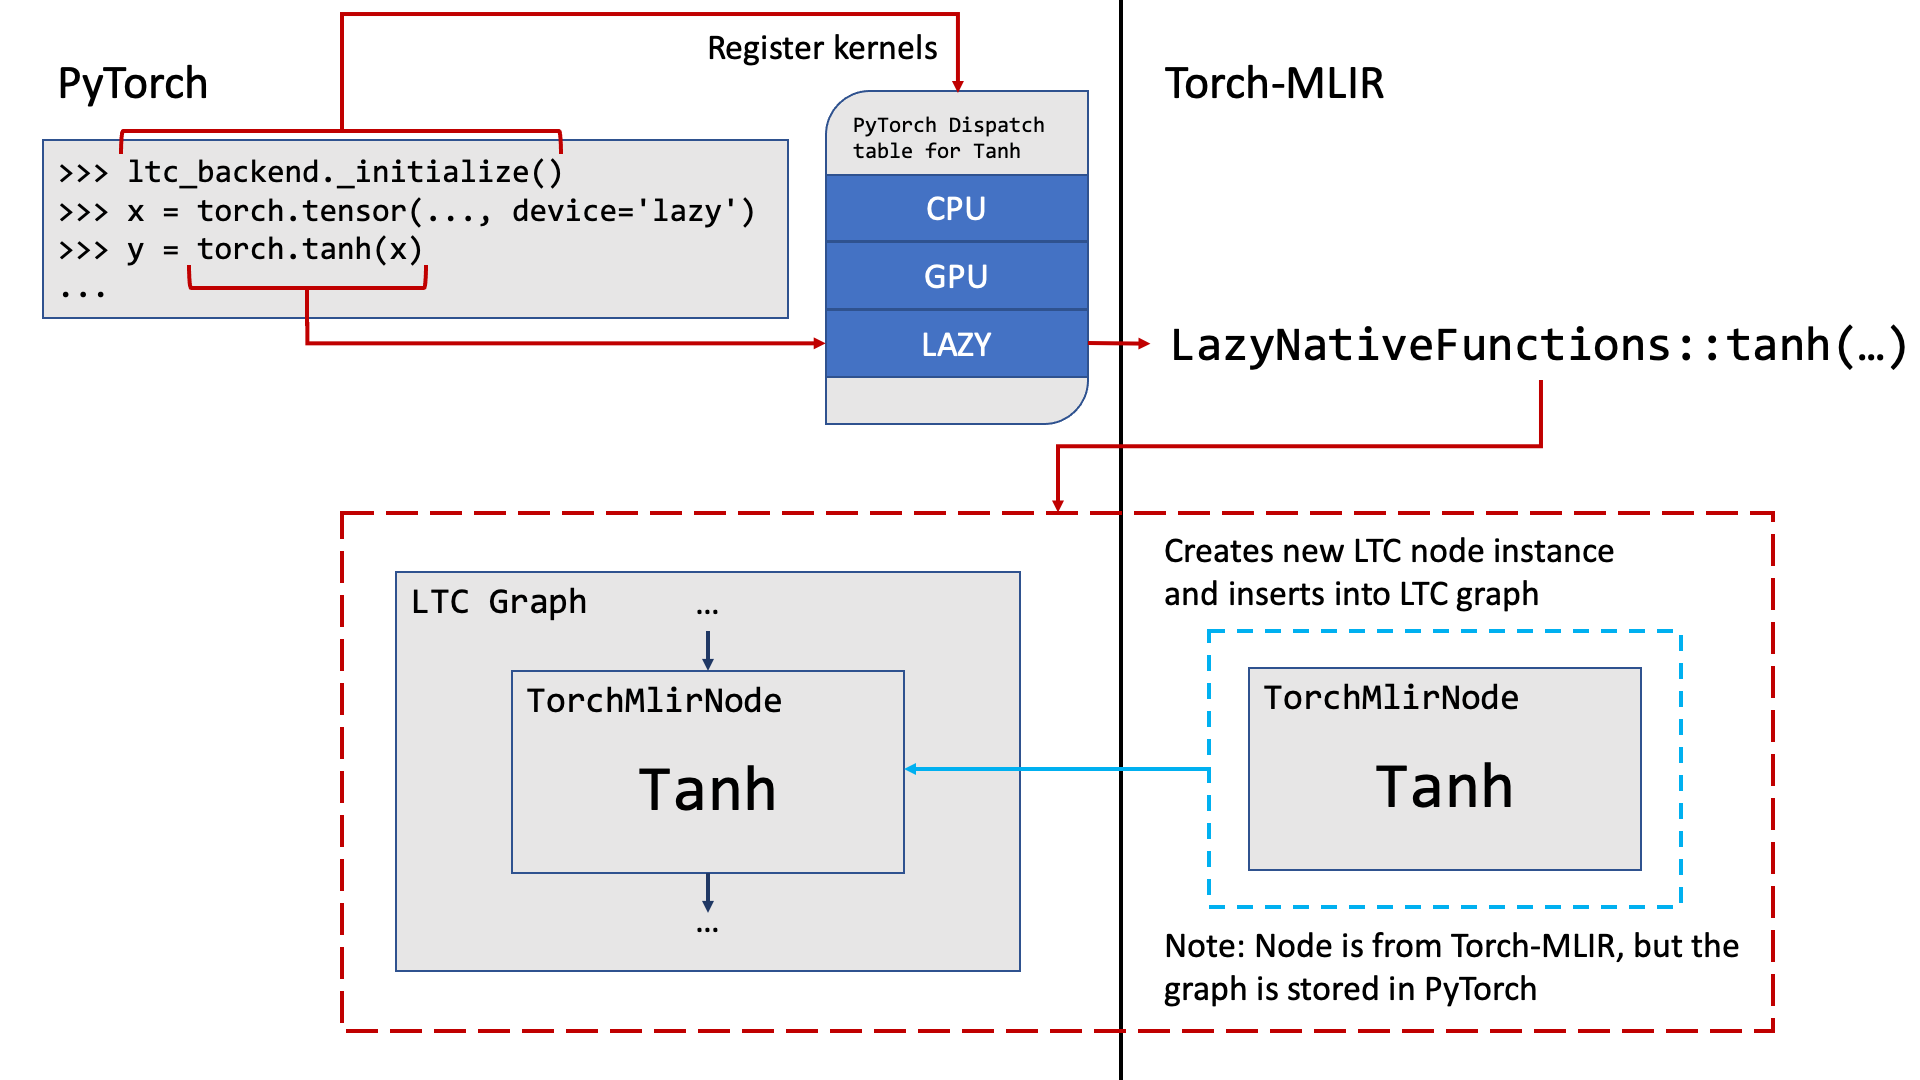 Register kernels
PyTorch
Torch-MLIR
PyTorch Dispatch
table for Tanh
>>> ltc_backend._initialize()
>>> x = torch.tensor(..., device='lazy')
>>> y = torch.tanh(x)
...
CPU
GPU
LAZY
LazyNativeFunctions::tanh(…)
Creates new LTC node instance
and inserts into LTC graph
LTC Graph
…
TorchMlirNode
Tanh
…
TorchMlirNode
Tanh
Note: Node is from Torch-MLIR, but the
graph is stored in PyTorch